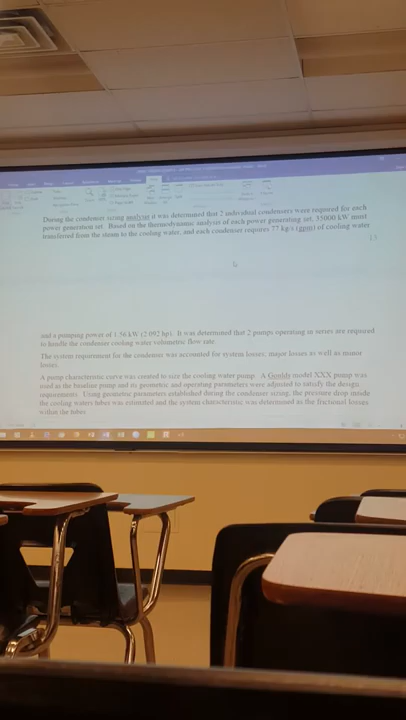 During the condenser sizing analysis it was determined that 2 individual condensers were required for each
power generation set. Based on the thermodynamic analysis of each power generating set, 35000 kW must
transferred from the steam to the cooling water, and each condenser requires 77 kg/s (gpm) of cooling water
15
and a pumping power of 1.56 kW (2.092 hp). It was determined that 2 pumps operating in series are required
to handle the condenser cooling water volumetric flow rate.
The system requirement for the condenser was accounted for system losses; major losses as well as minor
losses.
A pump characteristic curve was created to size the cooling water pump. A Goulds model XXX pump was
used as the baseline pump and its geometric and operating parameters were adjusted to satisfy the design
requirements. Using geometric parameters established during the condenser sizing, the pressure drop inside
the cooling waters tubes was estimated and the system characteristic was determined as the frictional losses
within the tubes